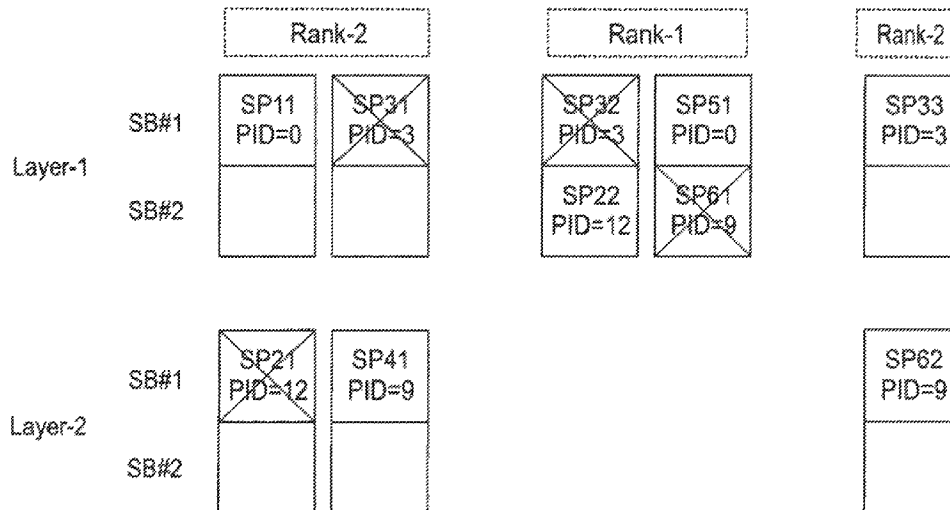 Rank-2 Rank-1 Rank-2
Layer-1
SB#1
SP11
PID=0
SP31
PID=3
SP32
PID=3
SP51
PID=0
SP33
PID=3
SB#2
SP22
PID=12
SP61
PID=9
Layer-2
SB#1
SP21
PID=12
SP41
PID=9
SP62
PID=9
SB#2